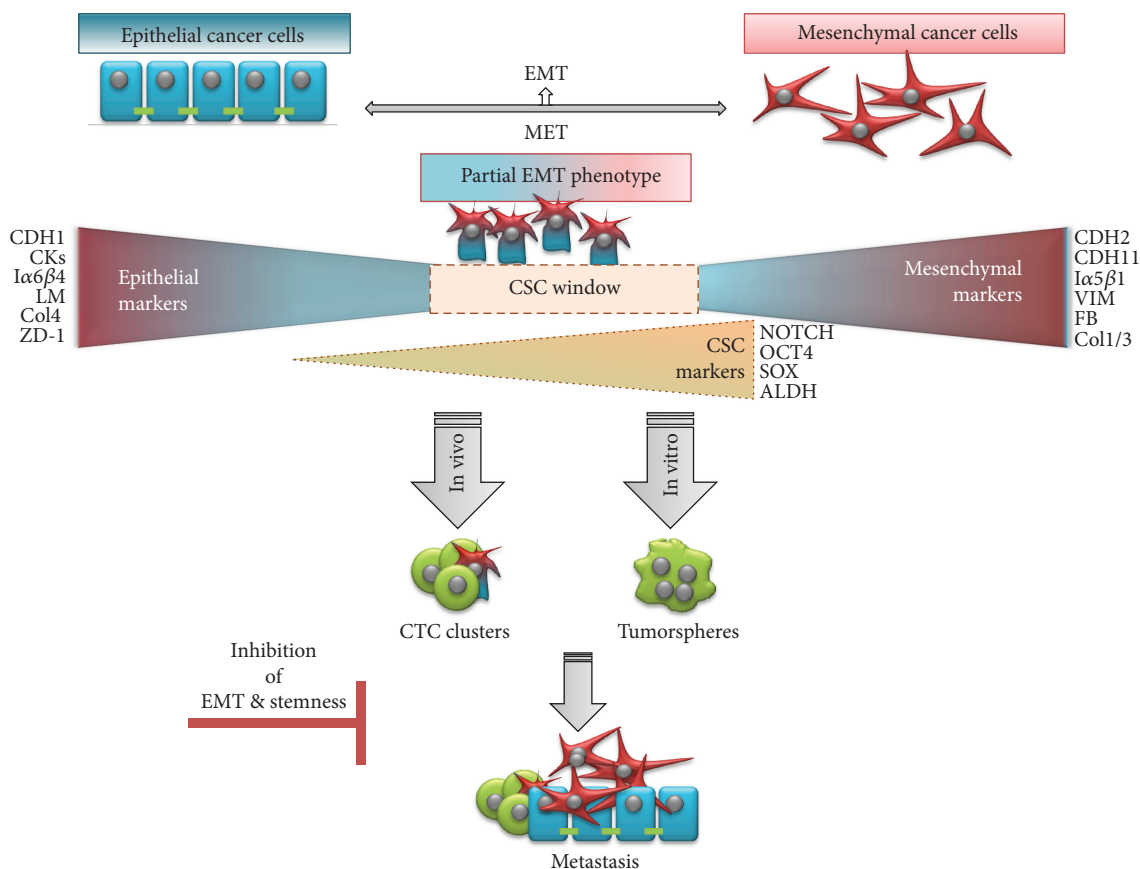 Epithelial cancer cells
Mesenchymal cancer cells
EMT
MET
Partial EMT phenotype
CDH1
CKs
Iα6β4
LM
Col4
ZD-1
Epithelial
markers
CSC window
Mesenchymal
markers
CDH2
CDH11
Iα5β1
VIM
FB
Col1/3
CSC
markers
NOTCH
OCT4
SOX
ALDH
In vivo
In vitro
CTC clusters
Tumorspheres
Inhibition
of
EMT & stemness
Metastasis